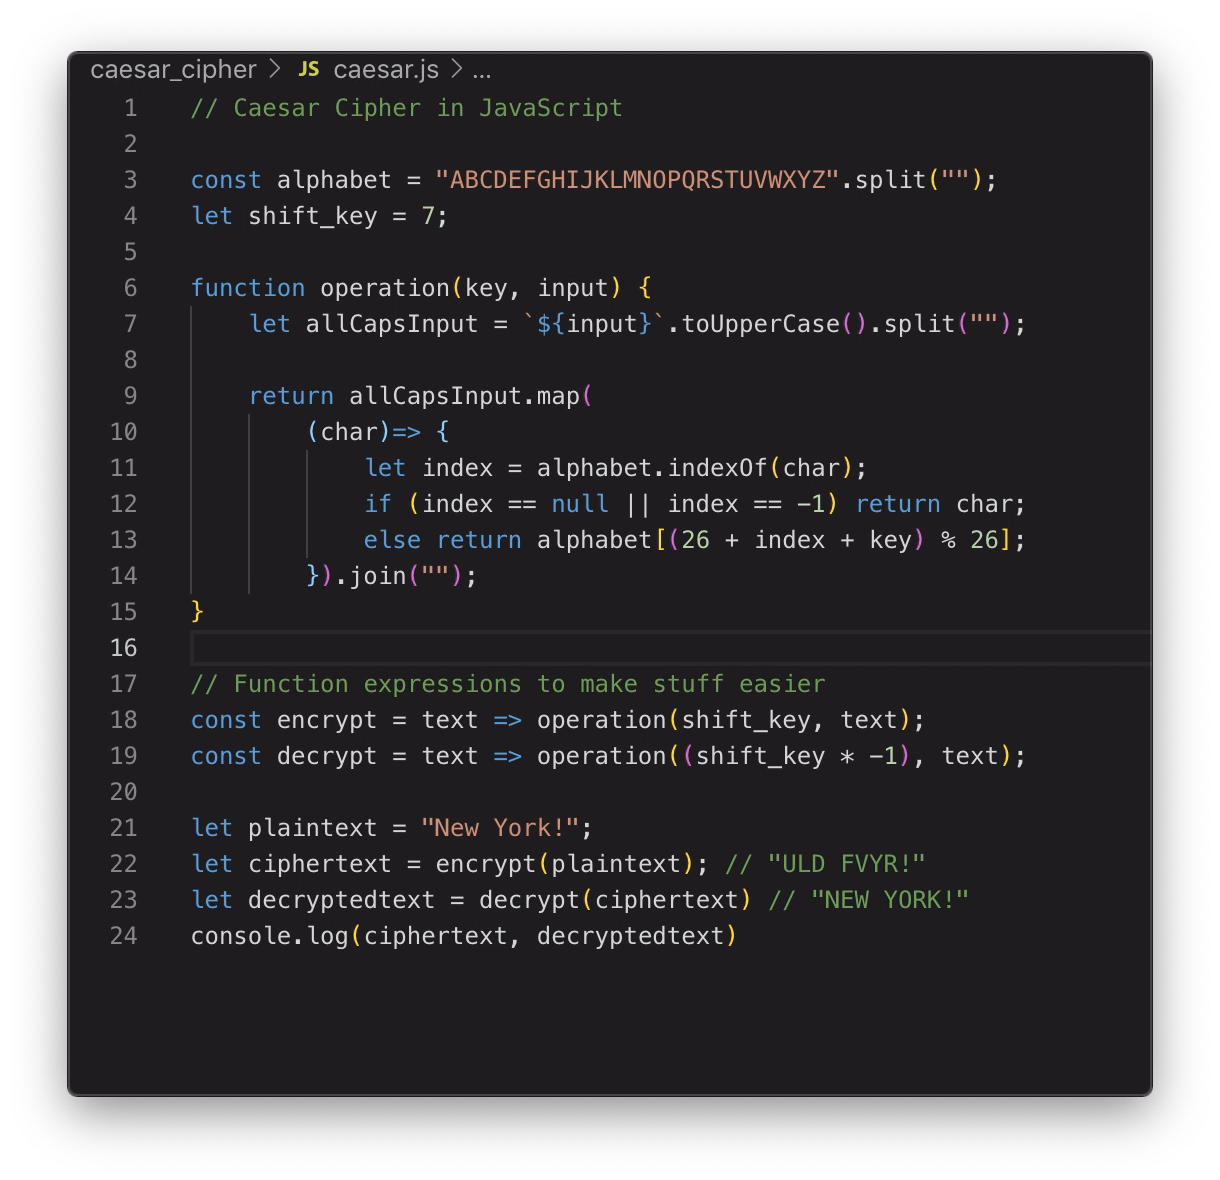 caesar_cipher > JS caesar.js > ...
1 // Caesar Cipher in JavaScript
2
3 const alphabet = "ABCDEFGHIJKLMNOPQRSTUVWXYZ".split("");
4 let shift_key = 7;
5
6 function operation(key, input) {
7     let allCapsInput = `${input}`.toUpperCase().split("");
8
9     return allCapsInput.map(
10         (char)=> {
11             let index = alphabet.indexOf(char);
12             if (index == null || index == -1) return char;
13             else return alphabet[(26 + index + key) % 26];
14         }).join("");
15 }
16
17 // Function expressions to make stuff easier
18 const encrypt = text => operation(shift_key, text);
19 const decrypt = text => operation((shift_key * -1), text);
20
21 let plaintext = "New York!";
22 let ciphertext = encrypt(plaintext); // "ULD FVYR!"
23 let decryptedtext = decrypt(ciphertext) // "NEW YORK!"
24 console.log(ciphertext, decryptedtext)